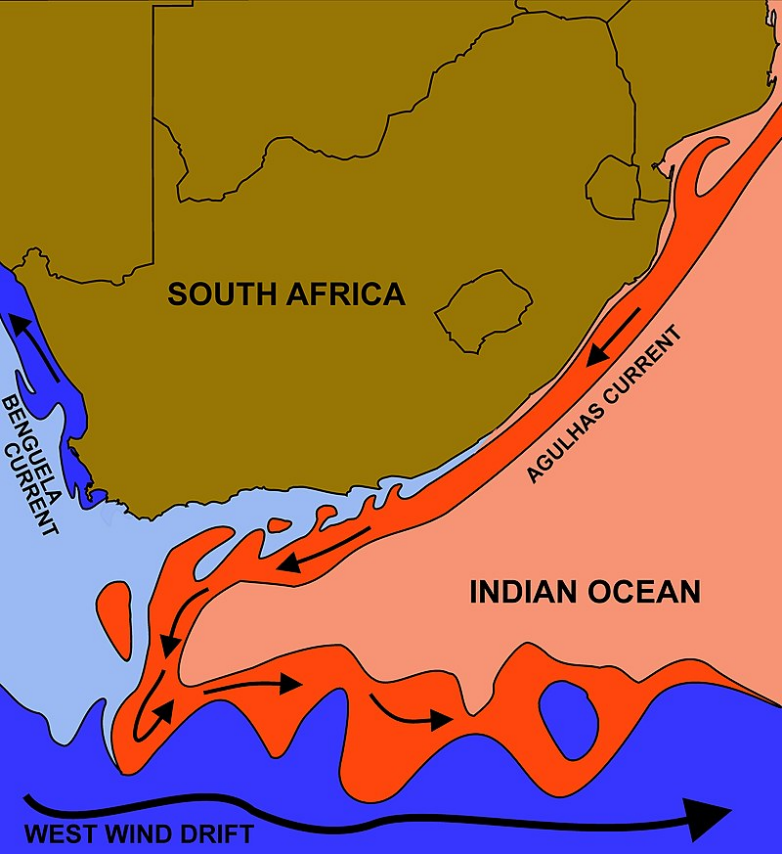 SOUTH AFRICA
AGULHAS CURRENT
BENGUELA
CURRENT
INDIAN OCEAN
WEST WIND DRIFT